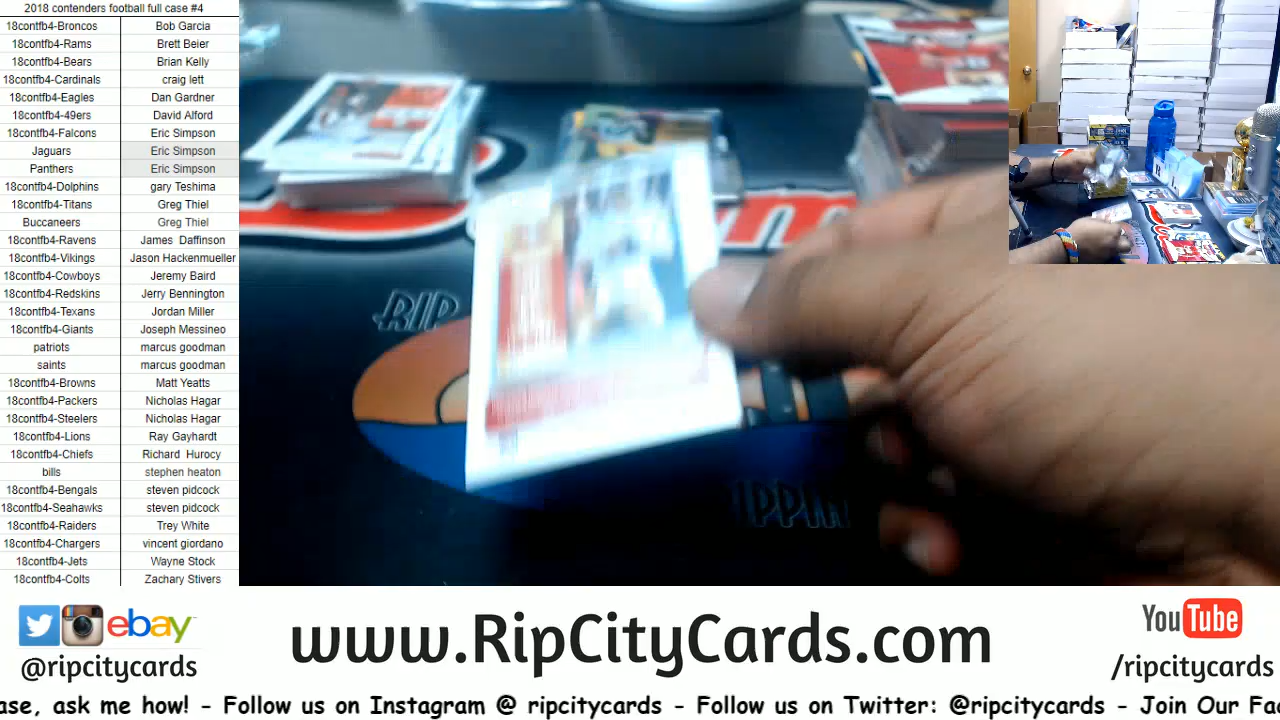 2018 contenders football full case #4
18contfb4-Broncos Bob Garcia
18contfb4-Rams Brett Beier
18contfb4-Bears Brian Kelly
18contfb4-Cardinals craig lett
18contfb4-Eagles Dan Gardner
18contfb4-49ers David Alford
18contfb4-Falcons Eric Simpson
Jaguars Eric Simpson
Panthers Eric Simpson
18contfb4-Dolphins gary Teshima
18contfb4-Titans Greg Thiel
Buccaneers Greg Thiel
18contfb4-Ravens James Daffinson
18contfb4-Vikings Jason Hackenmueller
18contfb4-Cowboys Jeremy Baird
18contfb4-Redskins Jerry Bennington
18contfb4-Texans Jordan Miller
18contfb4-Giants Joseph Messineo
patriots marcus goodman
saints marcus goodman
18contfb4-Browns Matt Yeatts
18contfb4-Packers Nicholas Hagar
18contfb4-Steelers Nicholas Hagar
18contfb4-Lions Ray Gayhardt
18contfb4-Chiefs Richard Hurocy
bills stephen heaton
18contfb4-Bengals steven pidcock
18contfb4-Seahawks steven pidcock
18contfb4-Raiders Trey White
18contfb4-Chargers vincent giordano
18contfb4-Jets Wayne Stock
18contfb4-Colts Zachary Stivers
RIP
IPPIN
ebay
@ripcitycards
www.RipCityCards.com
YouTube
/ripcitycards
ase, ask me how! - Follow us on Instagram @ ripcitycards - Follow us on Twitter: @ripcitycards - Join Our Fac